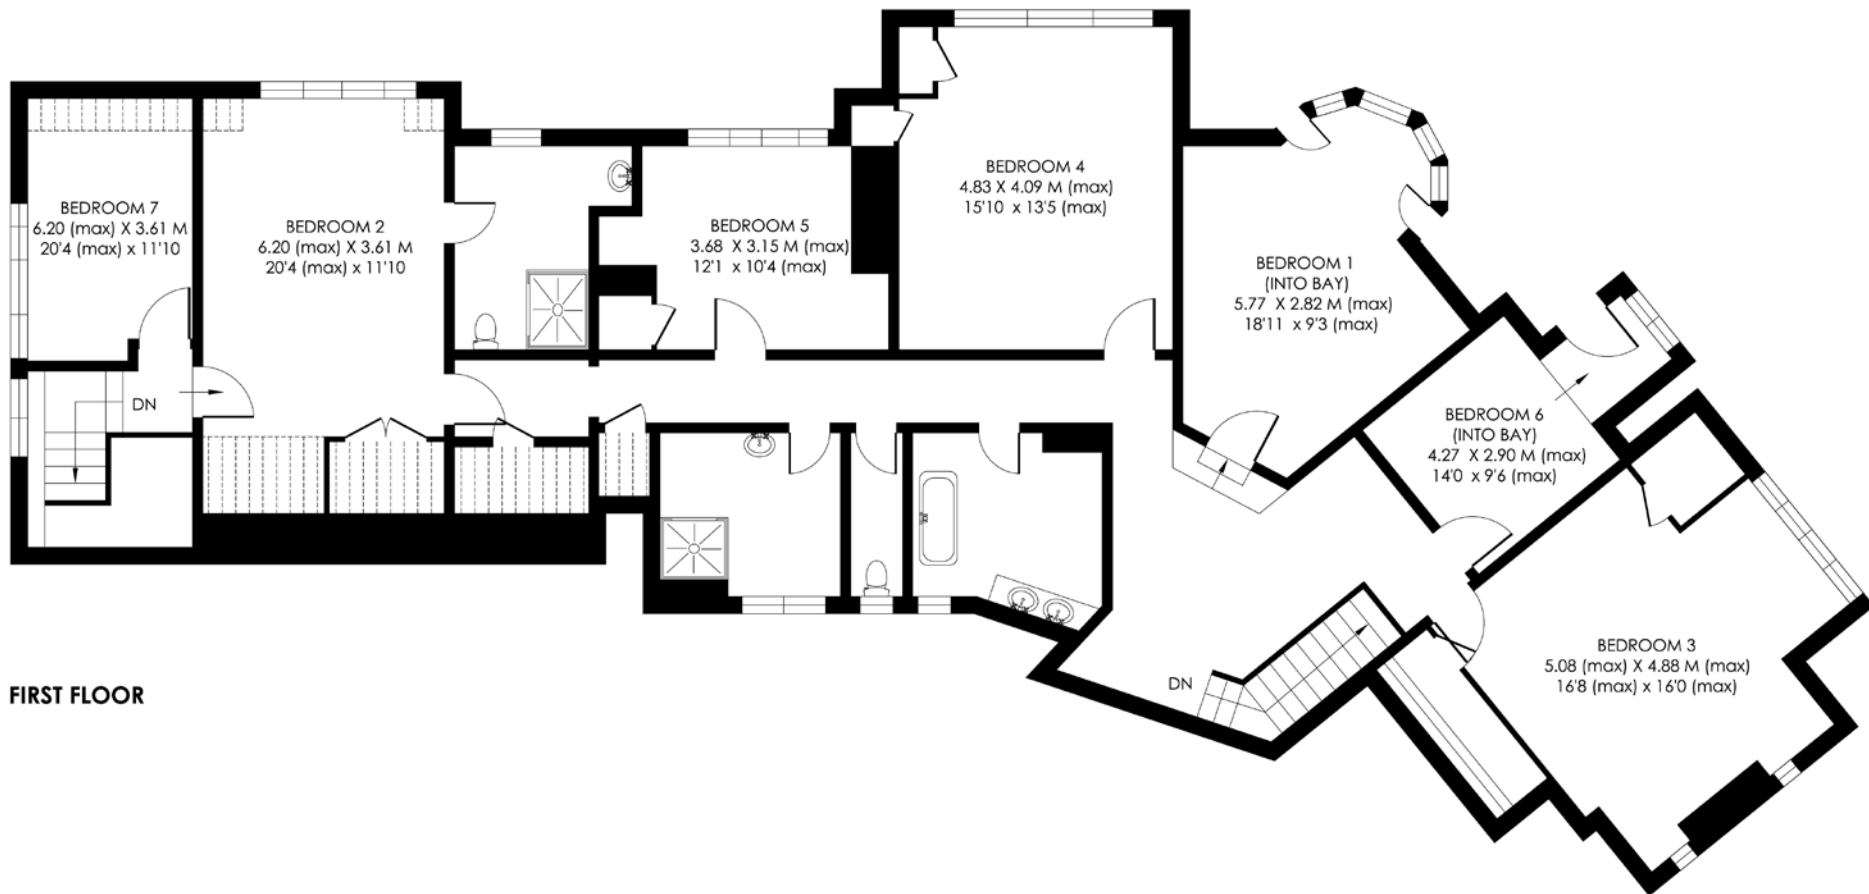 BEDROOM 7
6.20 (max) X 3.61 M
20'4 (max) x 11'10
BEDROOM 2
6.20 (max) X 3.61 M
20'4 (max) x 11'10
BEDROOM 5
3.68 X 3.15 M (max)
12'1 x 10'4 (max)
BEDROOM 4
4.83 X 4.09 M (max)
15'10 x 13'5 (max)
BEDROOM 1
(INTO BAY)
5.77 X 2.82 M (max)
18'11 x 9'3 (max)
BEDROOM 6
(INTO BAY)
4.27 X 2.90 M (max)
14'0 x 9'6 (max)
DN
BEDROOM 3
5.08 (max) X 4.88 M (max)
16'8 (max) x 16'0 (max)
DN
FIRST FLOOR